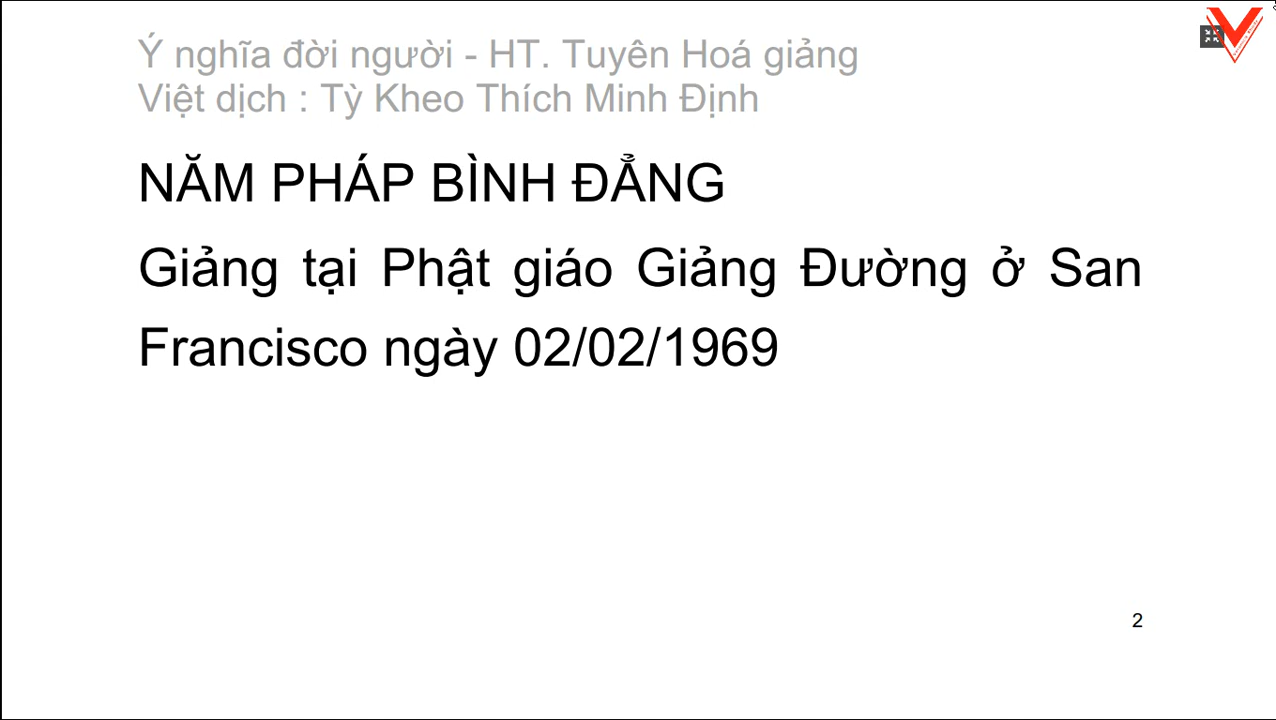 Ý nghĩa đời người - HT. Tuyên Hoá giảng
Việt dịch : Tỳ Kheo Thích Minh Định
NĂM PHÁP BÌNH ĐẲNG
Giảng tại Phật giáo Giảng Đường ở San
Francisco ngày 02/02/1969
2